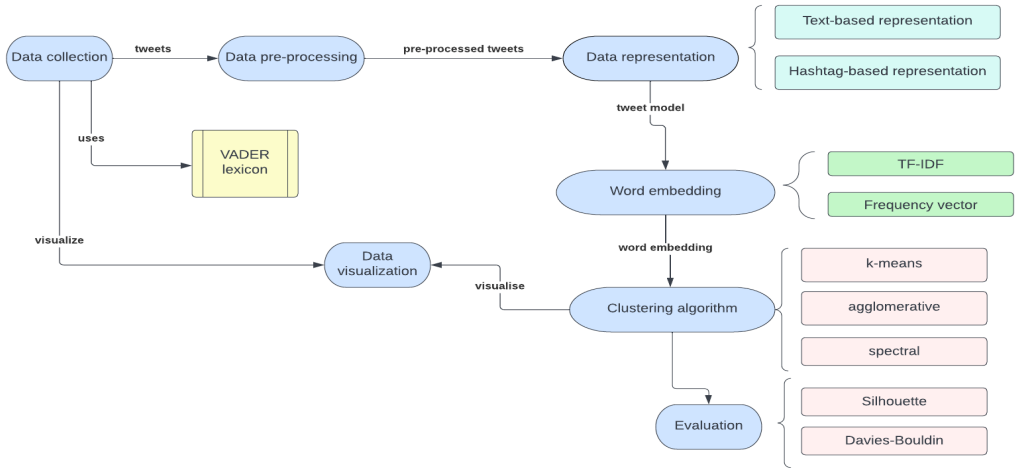 Data collection
tweets
Data pre-processing
pre-processed tweets
Data representation
Text-based representation
Hashtag-based representation
tweet model
uses
VADER
lexicon
Word embedding
TF-IDF
Frequency vector
visualize
word embedding
Data
visualization
visualise
Clustering algorithm
k-means
agglomerative
spectral
Evaluation
Silhouette
Davies-Bouldin